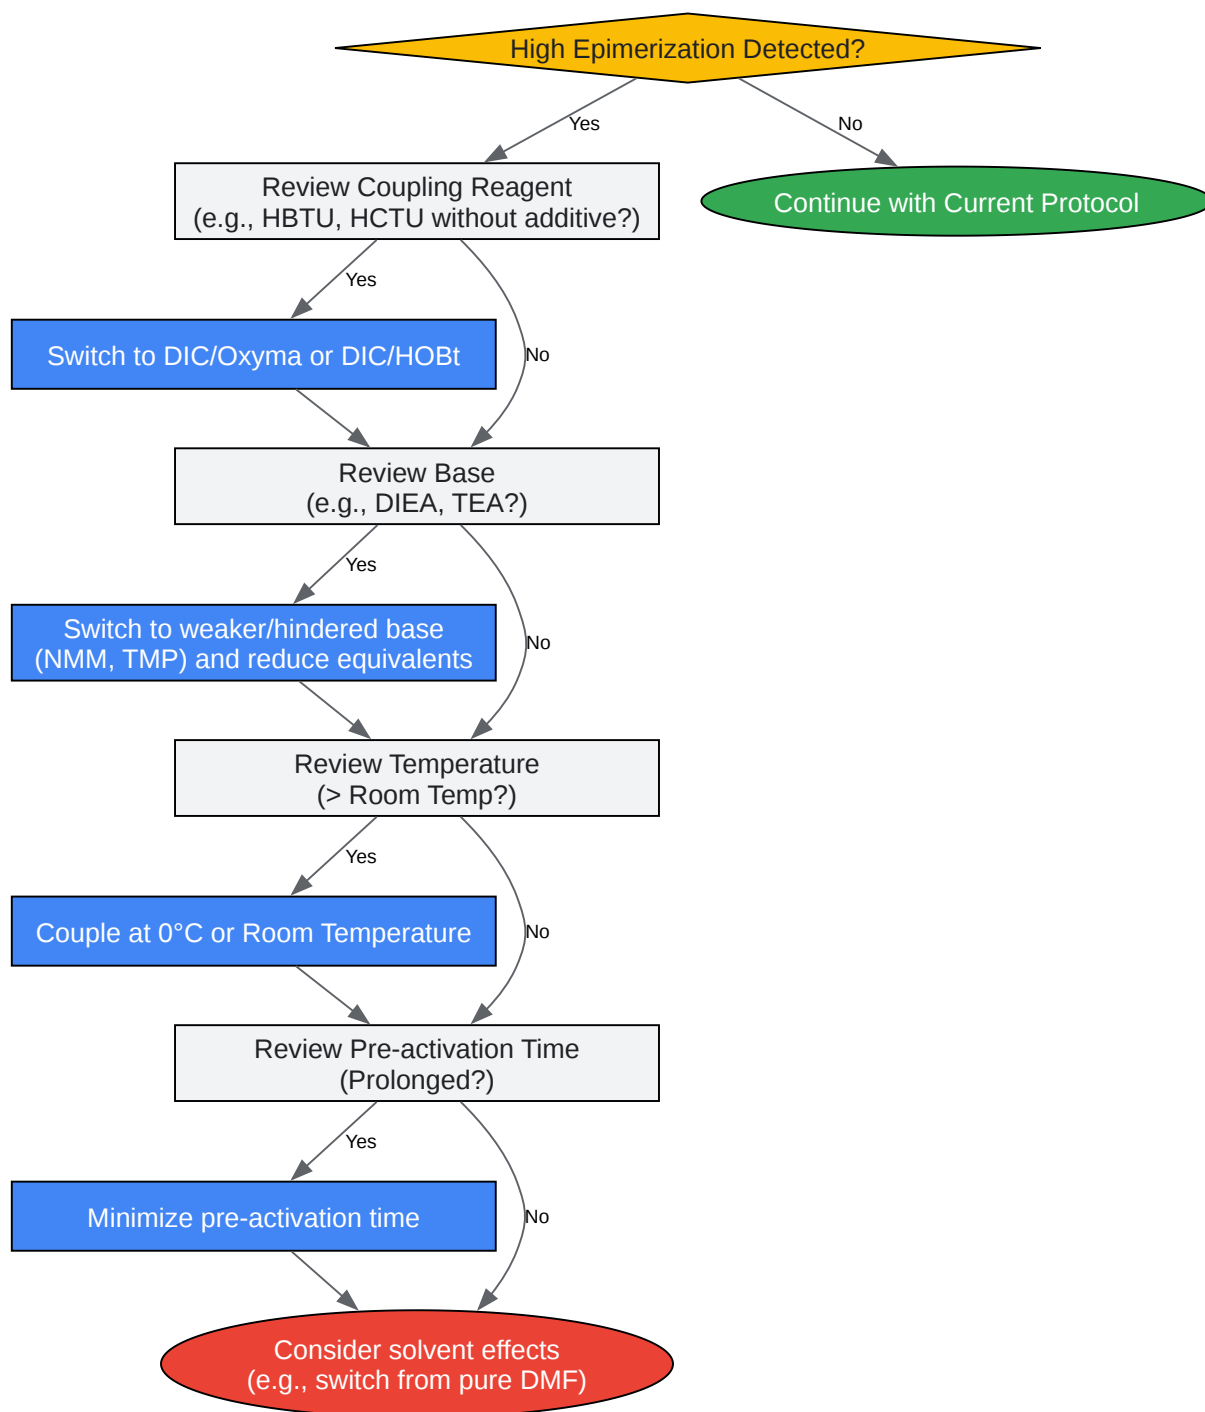 High Epimerization Detected?
Yes
No
Review Coupling Reagent
(e.g., HBTU, HCTU without additive?)
Continue with Current Protocol
Yes
Switch to DIC/Oxyma or DIC/HOBt
No
Review Base
(e.g., DIEA, TEA?)
Yes
Switch to weaker/hindered base
(NMM, TMP) and reduce equivalents
No
Review Temperature
(> Room Temp?)
Yes
Couple at 0°C or Room Temperature
No
Review Pre-activation Time
(Prolonged?)
Yes
Minimize pre-activation time
No
Consider solvent effects
(e.g., switch from pure DMF)